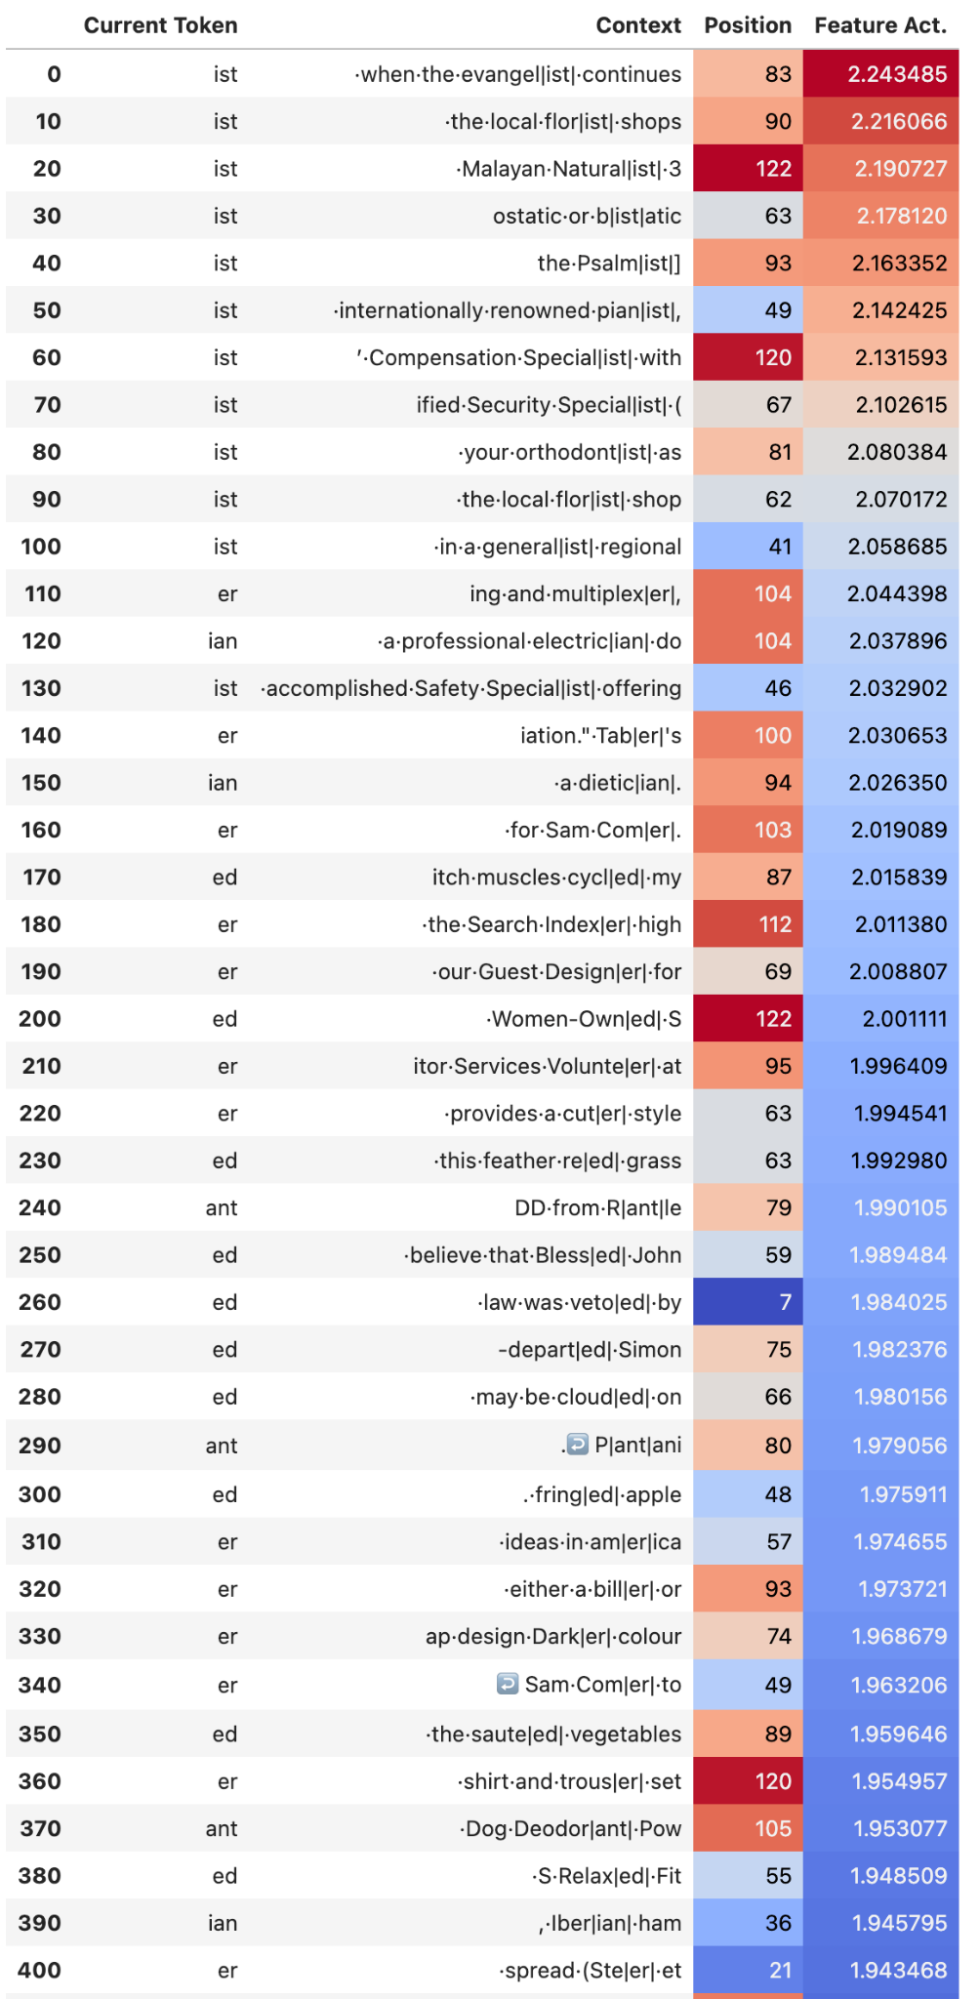 Current Token Context Position Feature Act.
0 ist ·when·the·evangel|ist|·continues 83 2.243485
10 ist ·the·local·flor|ist|·shops 90 2.216066
20 ist ·Malayan·Natural|ist|·3 122 2.190727
30 ist ostatic·or·b|ist|atic 63 2.178120
40 ist the·Psalm|ist|] 93 2.163352
50 ist ·internationally·renowned·pian|ist|, 49 2.142425
60 ist ’·Compensation·Special|ist|·with 120 2.131593
70 ist ified·Security·Special|ist|·( 67 2.102615
80 ist ·your·orthodont|ist|·as 81 2.080384
90 ist ·the·local·flor|ist|·shop 62 2.070172
100 ist ·in·a·general|ist|·regional 41 2.058685
110 er ing·and·multiplex|er|, 104 2.044398
120 ian ·a·professional·electric|ian|·do 104 2.037896
130 ist ·accomplished·Safety·Special|ist|·offering 46 2.032902
140 er iation."·Tab|er|'s 100 2.030653
150 ian ·a·dietic|ian|. 94 2.026350
160 er ·for·Sam·Com|er|. 103 2.019089
170 ed itch·muscles·cycl|ed|·my 87 2.015839
180 er ·the·Search·Index|er|·high 112 2.011380
190 er ·our·Guest·Design|er|·for 69 2.008807
200 ed ·Women-Own|ed|·S 122 2.001111
210 er itor·Services·Volunte|er|·at 95 1.996409
220 er ·provides·a·cut|er|·style 63 1.994541
230 ed ·this·feather·re|ed|·grass 63 1.992980
240 ant DD·from·R|ant|le 79 1.990105
250 ed ·believe·that·Bless|ed|·John 59 1.989484
260 ed ·law·was·veto|ed|·by 7 1.984025
270 ed -depart|ed|·Simon 75 1.982376
280 ed ·may·be·cloud|ed|·on 66 1.980156
290 ant .↩ P|ant|ani 80 1.979056
300 ed .·fring|ed|·apple 48 1.975911
310 er ·ideas·in·am|er|ica 57 1.974655
320 er ·either·a·bill|er|·or 93 1.973721
330 er ap·design·Dark|er|·colour 74 1.968679
340 er ↩ Sam·Com|er|·to 49 1.963206
350 ed ·the·saute|ed|·vegetables 89 1.959646
360 er ·shirt·and·trous|er|·set 120 1.954957
370 ant ·Dog·Deodor|ant|·Pow 105 1.953077
380 ed ·S·Relax|ed|·Fit 55 1.948509
390 ian ,·Iber|ian|·ham 36 1.945795
400 er ·spread·(Ste|er|·et 21 1.943468